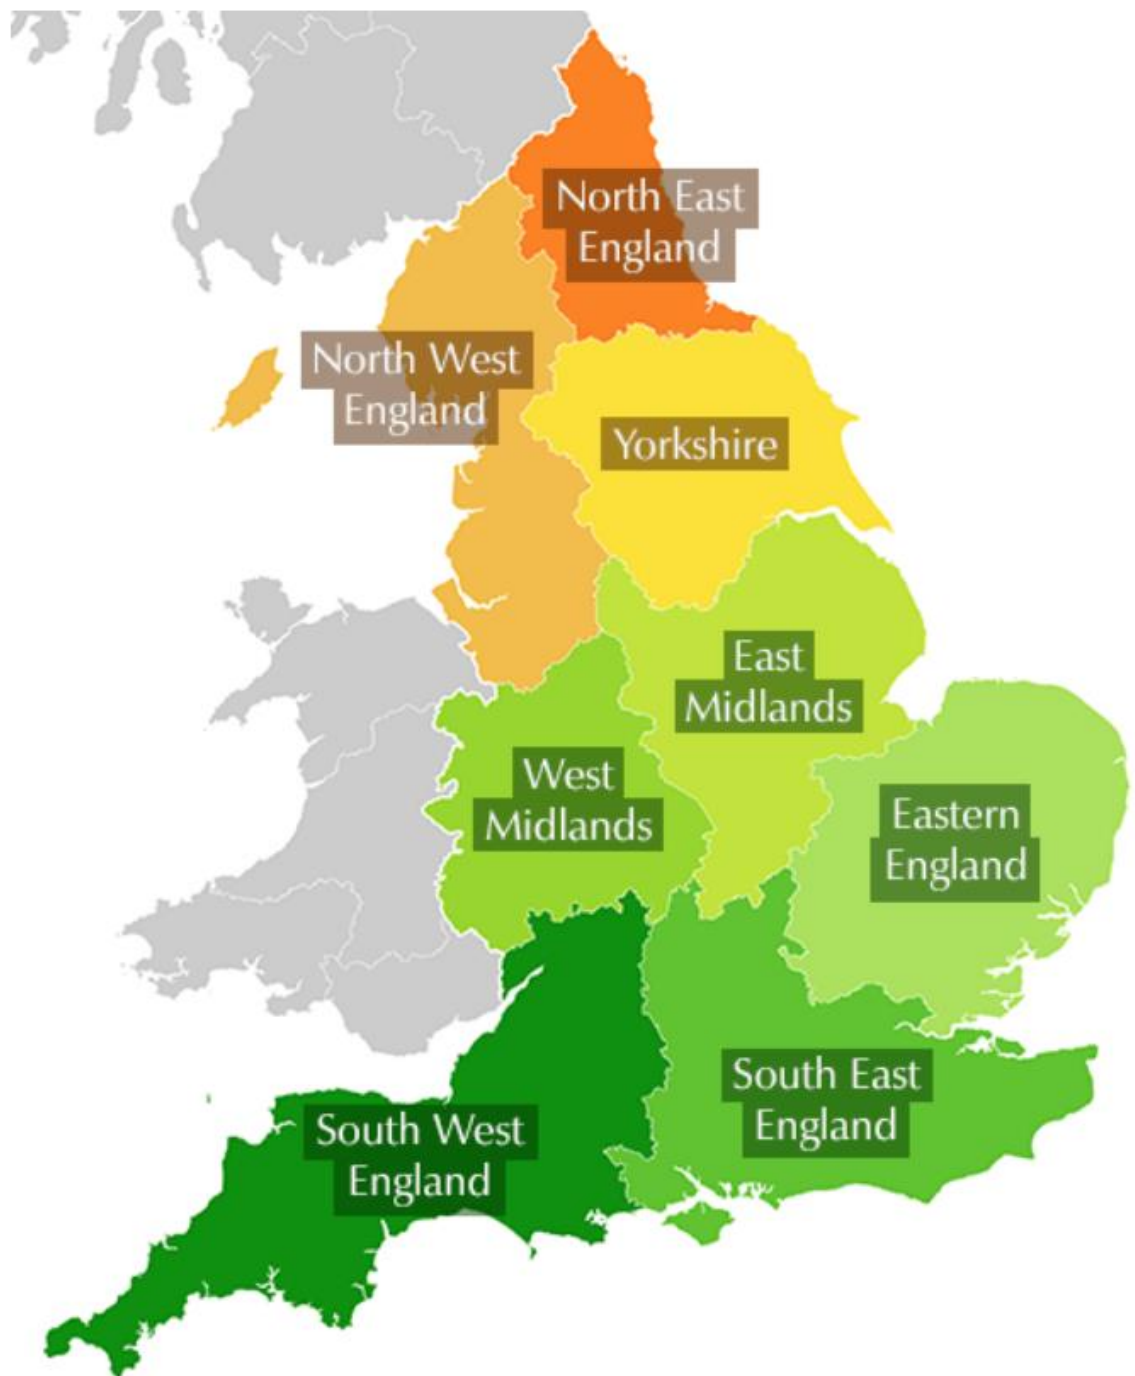 North East
England
North West
England
Yorkshire
East
Midlands
West
Midlands
Eastern
England
South East
England
South West
England